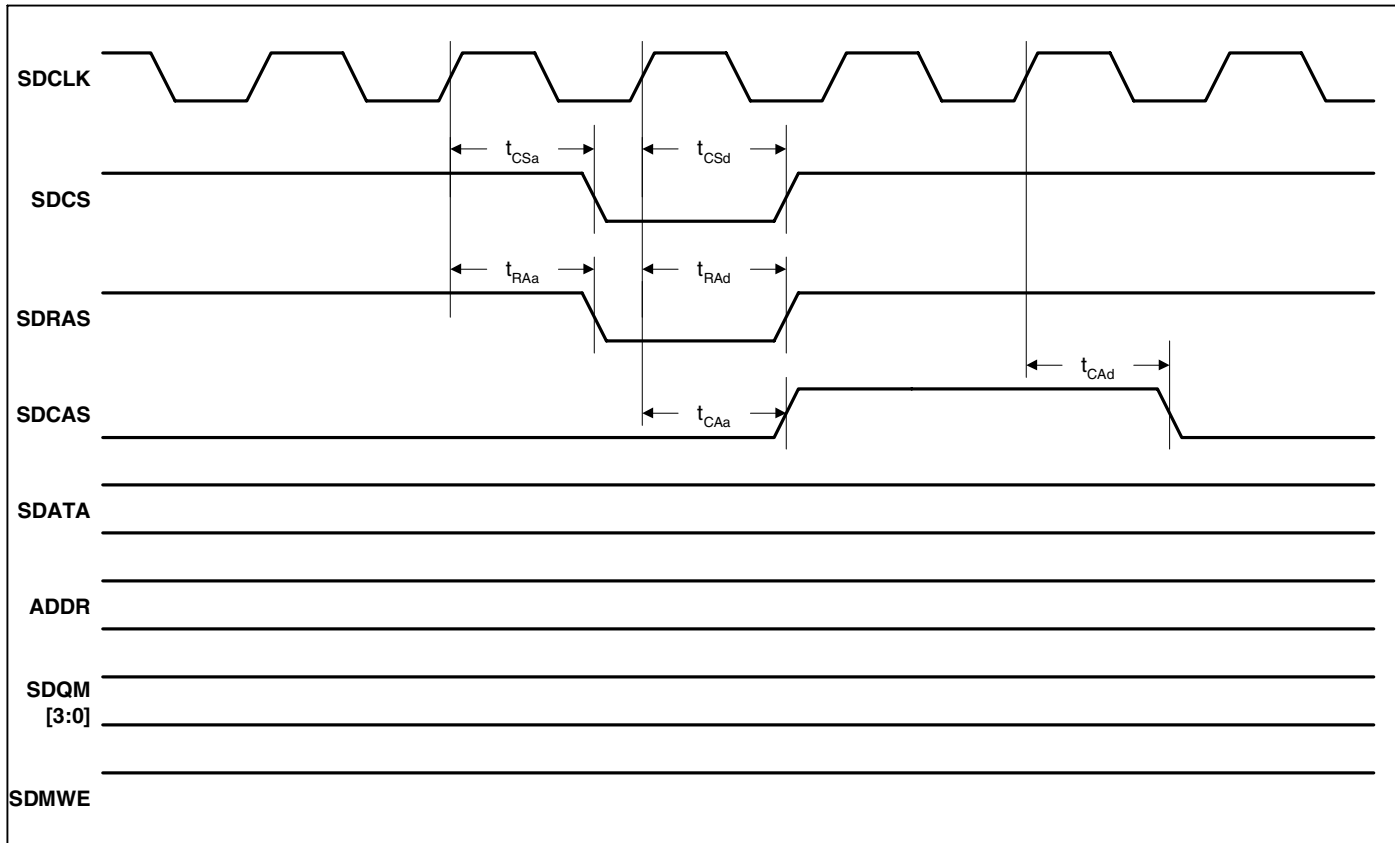 SDCLK
tCSa tCSd
SDCS
tRAa tRAd
SDRAS
tCAd
SDCAS
tCAa
SDATA
ADDR
SDQM
[3:0]
SDMWE